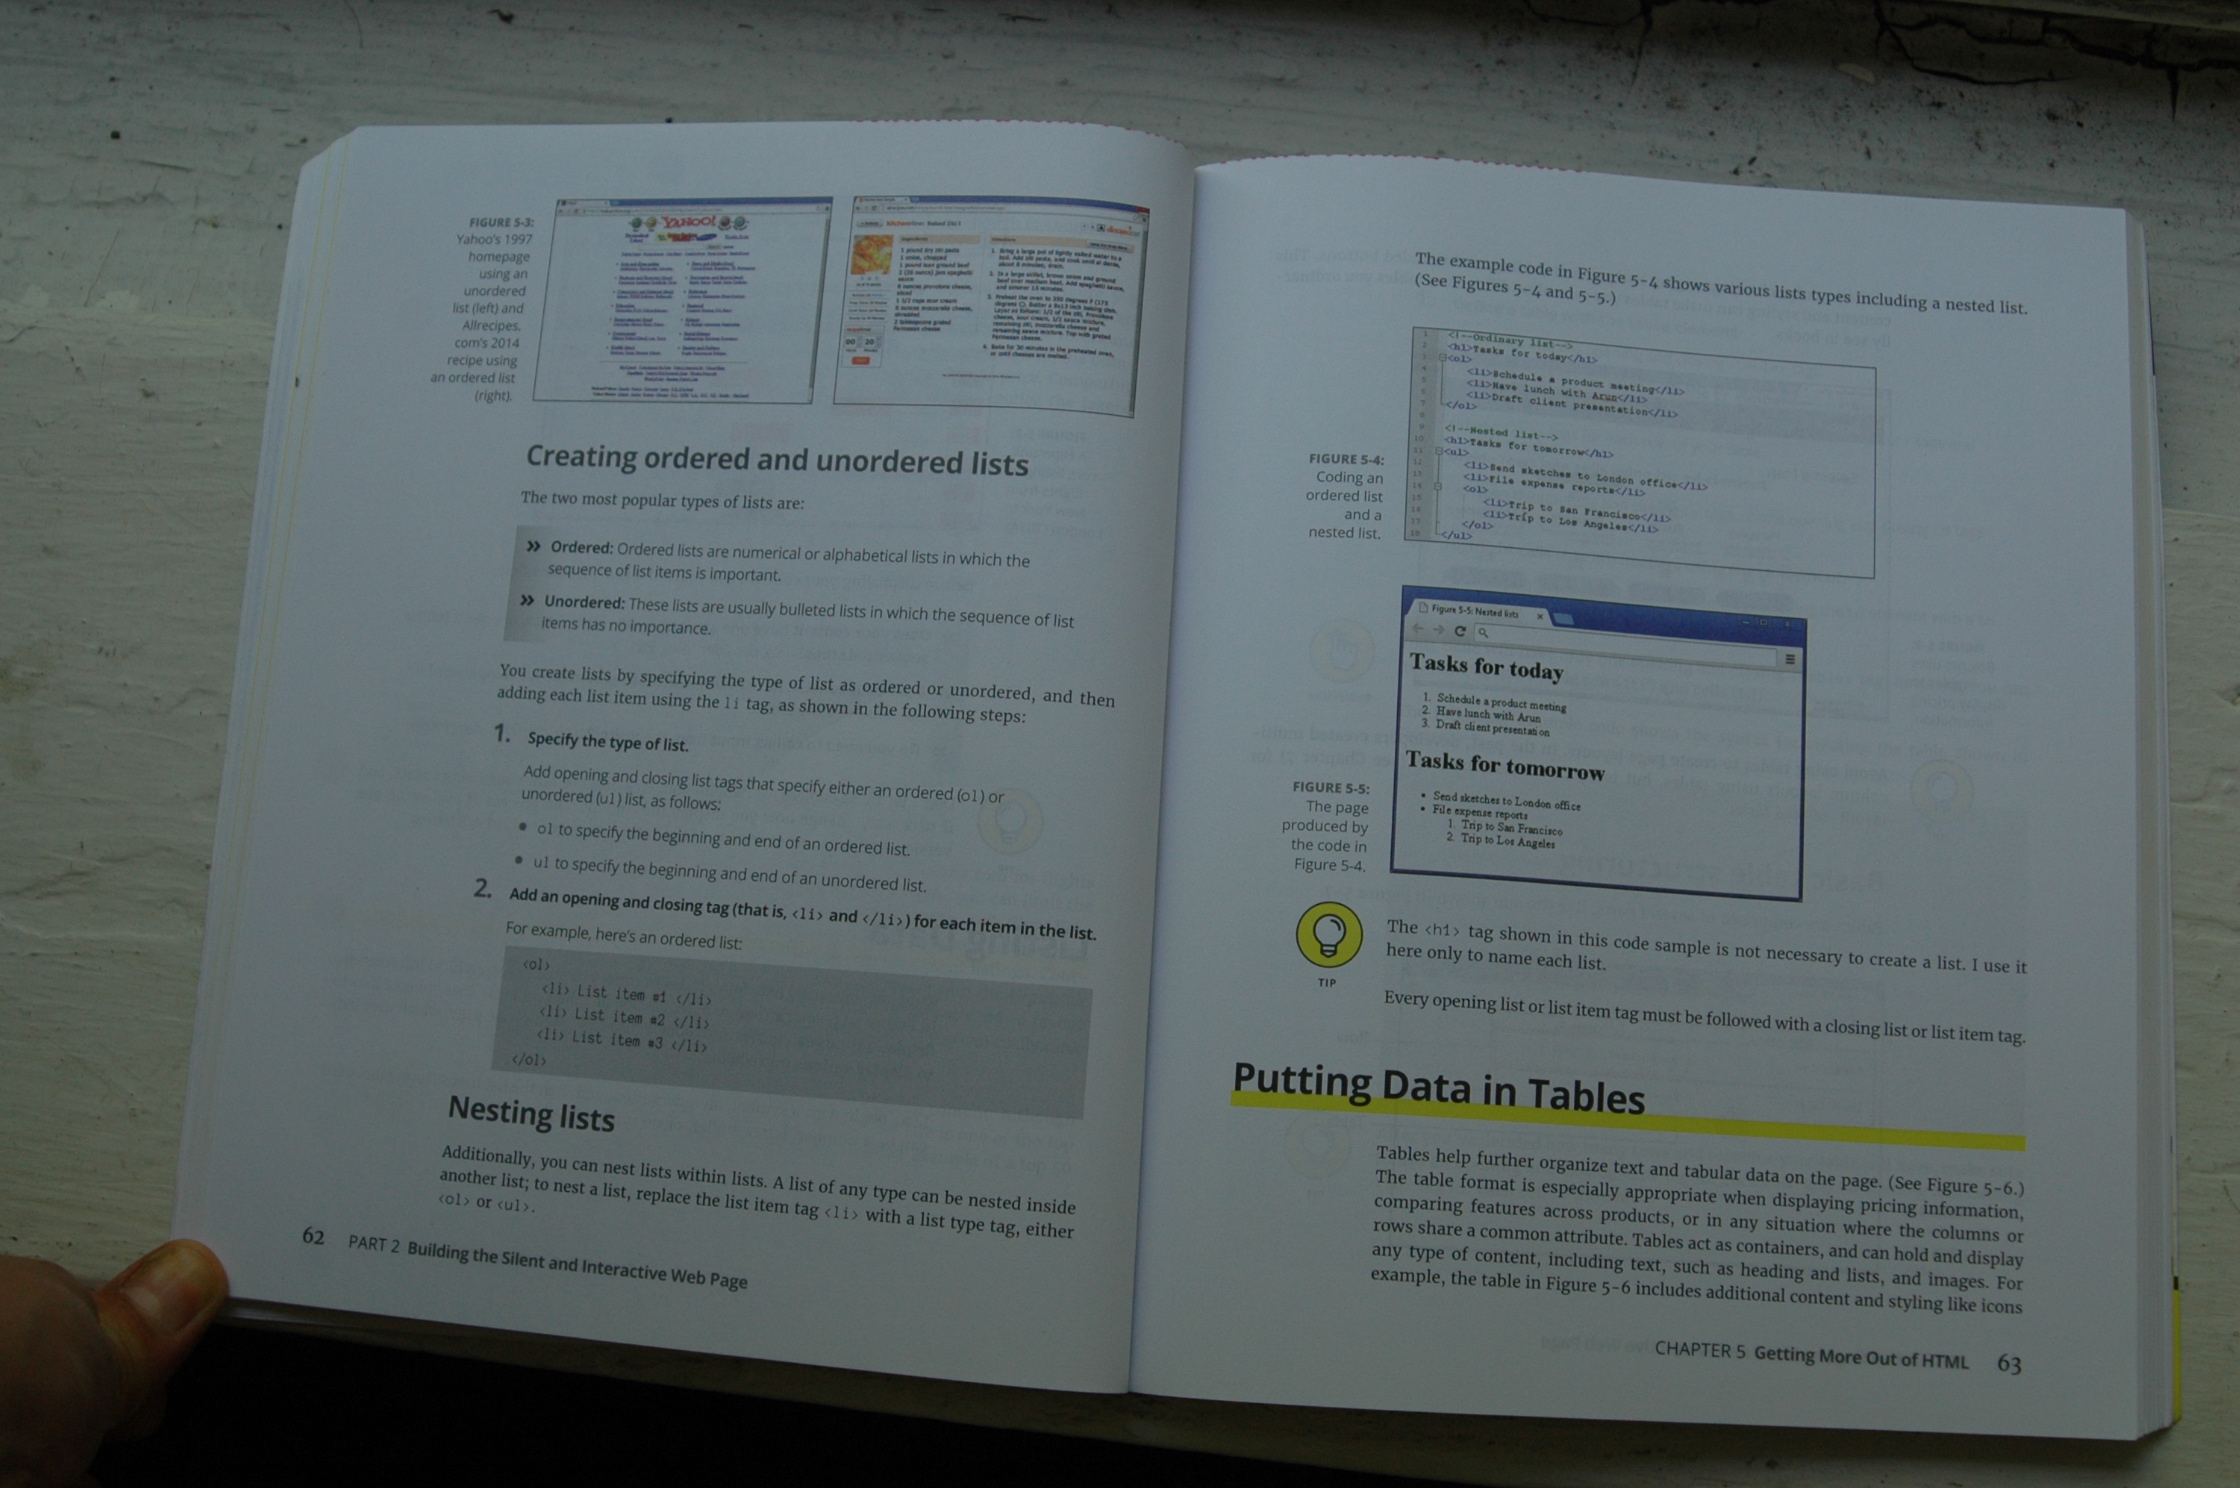 FIGURE 5-3:
Yahoo's 1997
homepage
using an
unordered
list (left) and
Allrecipes.
com's 2014
recipe using
an ordered list
(right).
YAHOO!
Creating ordered and unordered lists
The two most popular types of lists are:
» Ordered: Ordered lists are numerical or alphabetical lists in which the
sequence of list items is important.
» Unordered: These lists are usually bulleted lists in which the sequence of list
items has no importance.
You create lists by specifying the type of list as ordered or unordered, and then
adding each list item using the li tag, as shown in the following steps:
1. Specify the type of list.
Add opening and closing list tags that specify either an ordered (ol) or
unordered (ul) list, as follows:
• ol to specify the beginning and end of an ordered list.
• ul to specify the beginning and end of an unordered list.
2. Add an opening and closing tag (that is, <li> and </li>) for each item in the list.
For example, here's an ordered list:
<ol>
<li> List item #1 </li>
<li> List item #2 </li>
<li> List item #3 </li>
</ol>
Nesting lists
Additionally, you can nest lists within lists. A list of any type can be nested inside
another list; to nest a list, replace the list item tag <li> with a list type tag, either
<ol> or <ul>.
62 PART 2 Building the Silent and Interactive Web Page
The example code in Figure 5-4 shows various lists types including a nested list.
(See Figures 5-4 and 5-5.)
1 <!--Ordinary list-->
2 <h1>Tasks for today</h1>
3 <ol>
4 <li>Schedule a product meeting</li>
5 <li>Have lunch with Arun</li>
6 <li>Draft client presentation</li>
7 </ol>
8
9 <!--Nested list-->
10 <h1>Tasks for tomorrow</h1>
11 <ul>
12 <li>Send sketches to London office</li>
13 <li>File expense reports</li>
14 <ol>
15 <li>Trip to San Francisco</li>
16 <li>Trip to Los Angeles</li>
17 </ol>
18 </ul>
FIGURE 5-4:
Coding an
ordered list
and a
nested list.
Figure 5-5: Nested lists
Tasks for today
1. Schedule a product meeting
2. Have lunch with Arun
3. Draft client presentation
Tasks for tomorrow
• Send sketches to London office
• File expense reports
1. Trip to San Francisco
2. Trip to Los Angeles
FIGURE 5-5:
The page
produced by
the code in
Figure 5-4.
TIP
The <h1> tag shown in this code sample is not necessary to create a list. I use it
here only to name each list.
Every opening list or list item tag must be followed with a closing list or list item tag.
Putting Data in Tables
Tables help further organize text and tabular data on the page. (See Figure 5-6.)
The table format is especially appropriate when displaying pricing information,
comparing features across products, or in any situation where the columns or
rows share a common attribute. Tables act as containers, and can hold and display
any type of content, including text, such as heading and lists, and images. For
example, the table in Figure 5-6 includes additional content and styling like icons
CHAPTER 5 Getting More Out of HTML 63